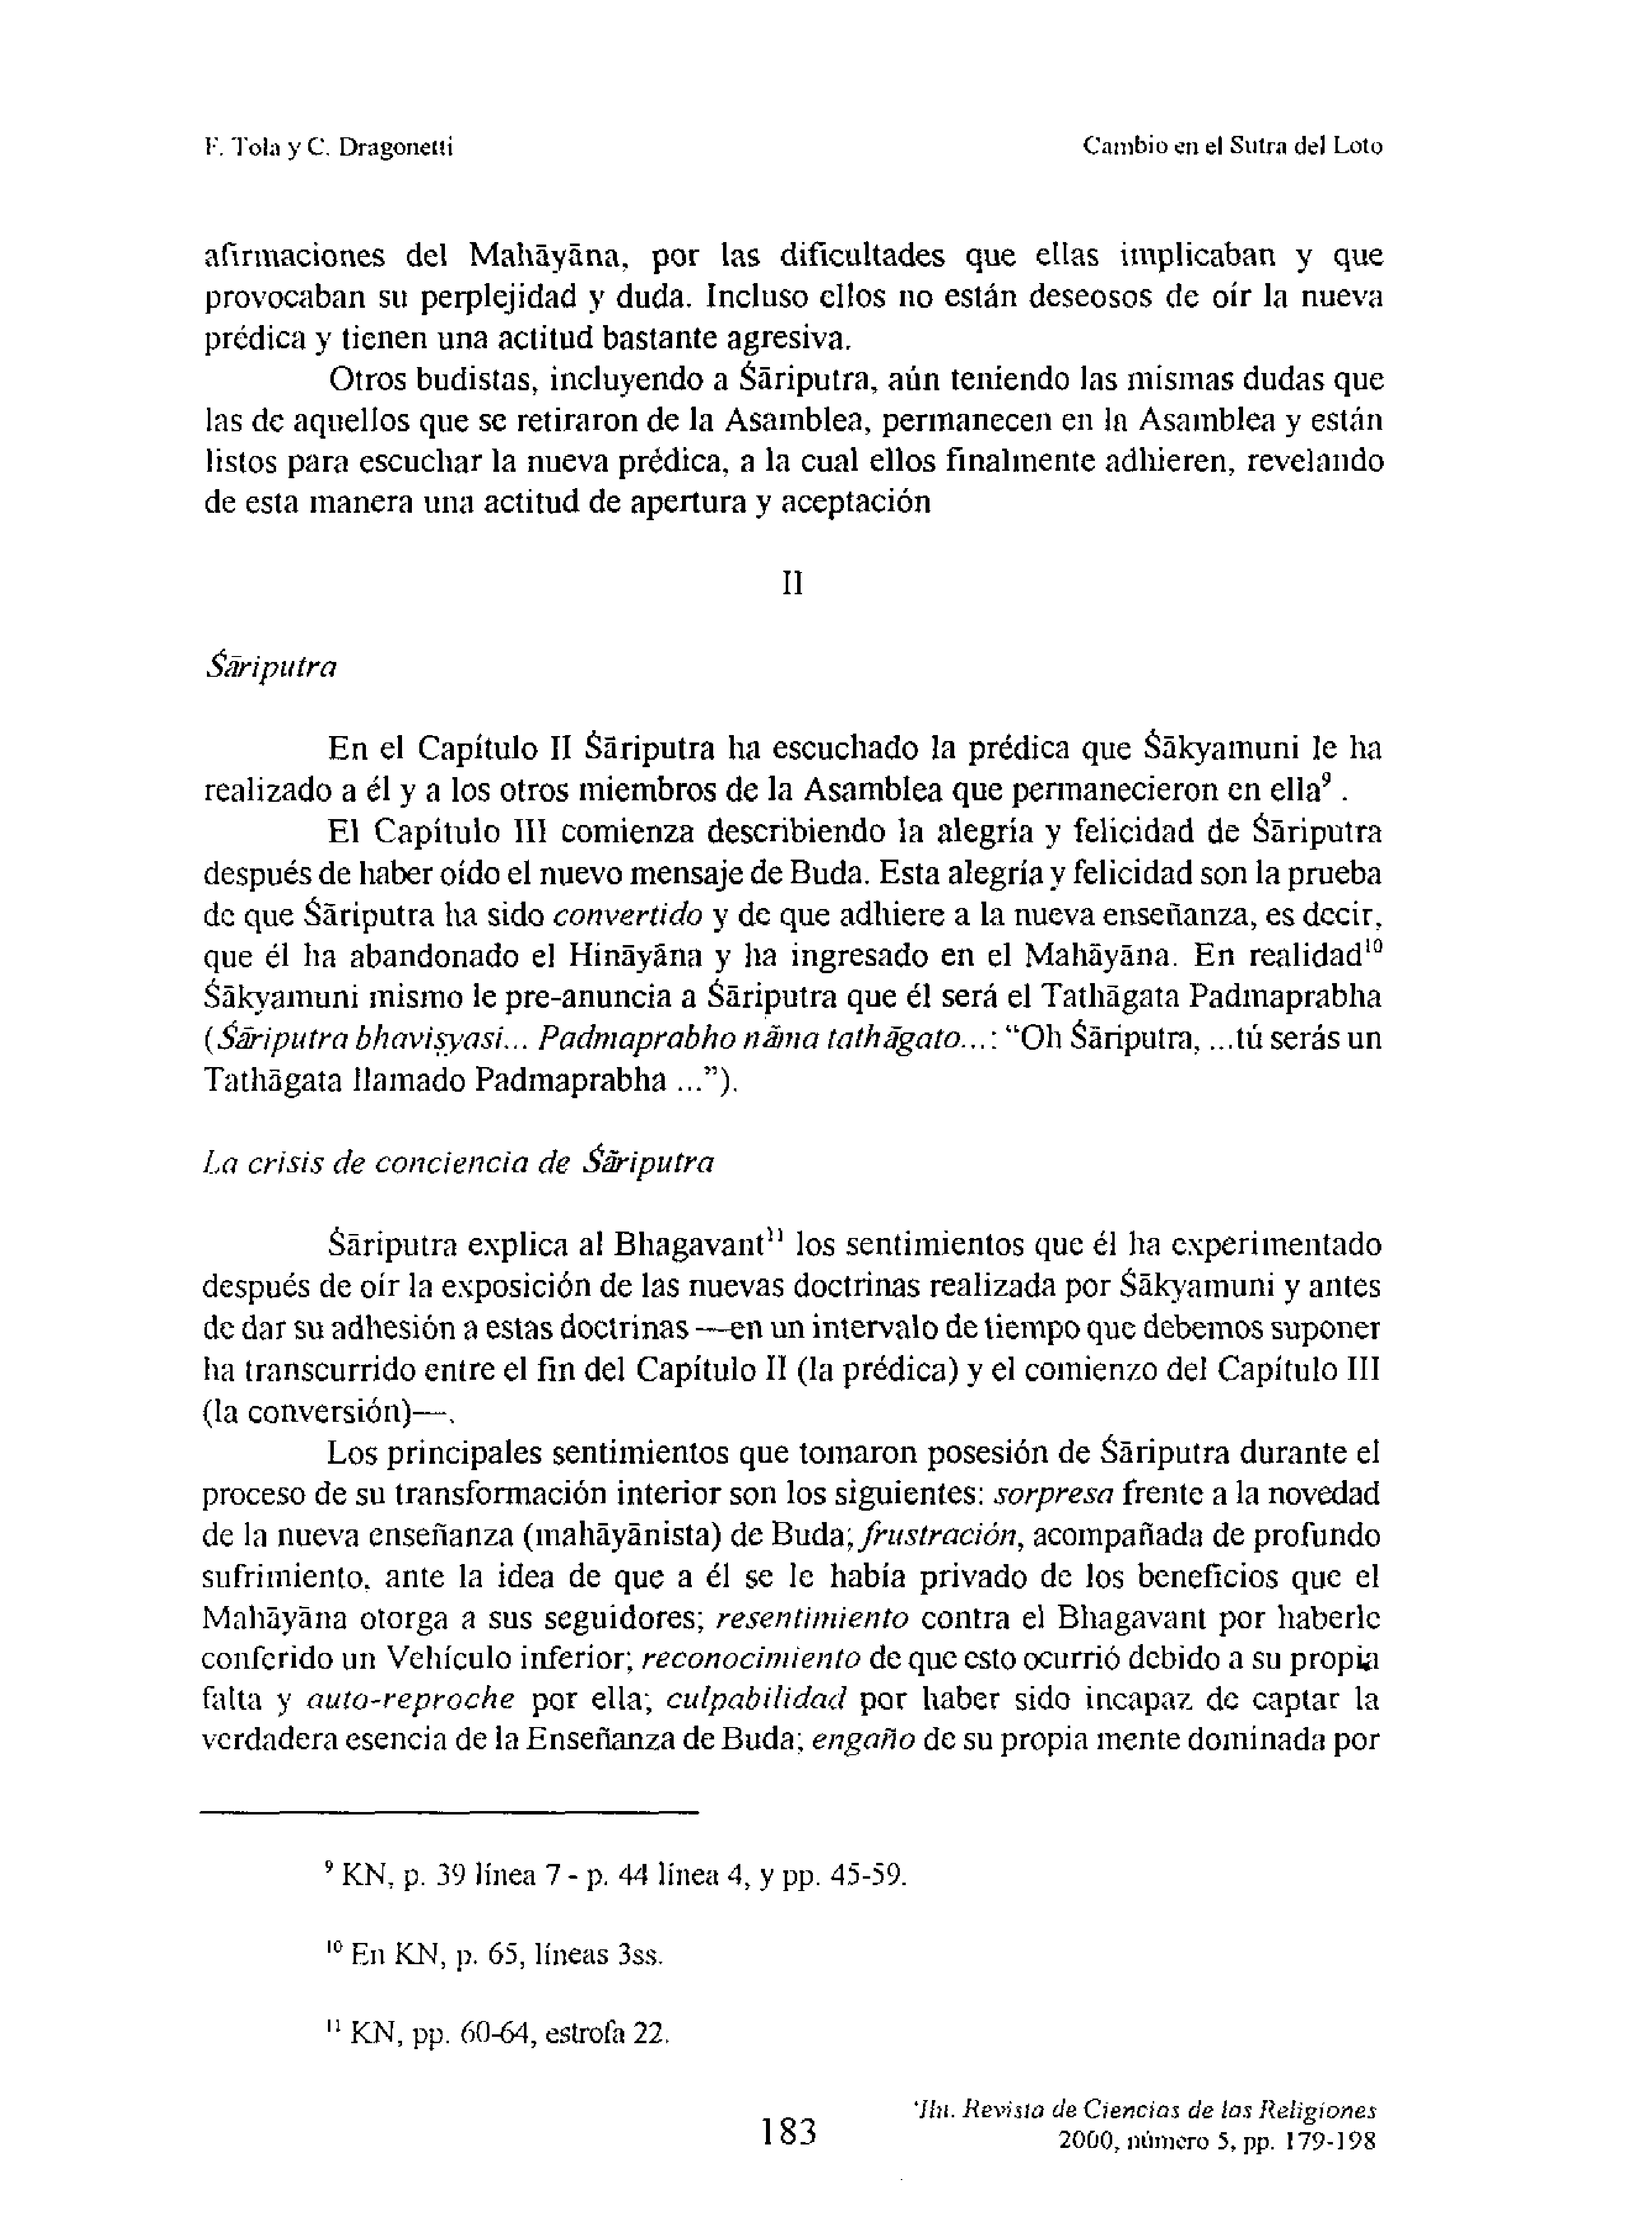 F. Tola y C. Dragonetti
Cambio en el Sutra del Loto
afirmaciones del Mahāyāna, por las dificultades que ellas implicaban y que
provocaban su perplejidad y duda. Incluso ellos no están deseosos de oír la nueva
prédica y tienen una actitud bastante agresiva.
Otros budistas, incluyendo a Śāriputra, aún teniendo las mismas dudas que
las de aquellos que se retiraron de la Asamblea, permanecen en la Asamblea y están
listos para escuchar la nueva prédica, a la cual ellos finalmente adhieren, revelando
de esta manera una actitud de apertura y aceptación
II
Śāriputra
En el Capítulo II Śāriputra ha escuchado la prédica que Śākyamuni le ha
realizado a él y a los otros miembros de la Asamblea que permanecieron en ella⁹ .
El Capítulo III comienza describiendo la alegría y felicidad de Śāriputra
después de haber oído el nuevo mensaje de Buda. Esta alegría y felicidad son la prueba
de que Śāriputra ha sido convertido y de que adhiere a la nueva enseñanza, es decir,
que él ha abandonado el Hināyāna y ha ingresado en el Mahāyāna. En realidad¹⁰
Śākyamuni mismo le pre-anuncia a Śāriputra que él será el Tathāgata Padmaprabha
(Śāriputra bhaviṣyasi... Padmaprabho nāma tathāgato...: “Oh Śāriputra, ...tú serás un
Tathāgata llamado Padmaprabha ...”).
La crisis de conciencia de Śāriputra
Śāriputra explica al Bhagavant¹¹ los sentimientos que él ha experimentado
después de oír la exposición de las nuevas doctrinas realizada por Śākyamuni y antes
de dar su adhesión a estas doctrinas —en un intervalo de tiempo que debemos suponer
ha transcurrido entre el fin del Capítulo II (la prédica) y el comienzo del Capítulo III
(la conversión)—.
Los principales sentimientos que tomaron posesión de Śāriputra durante el
proceso de su transformación interior son los siguientes: sorpresa frente a la novedad
de la nueva enseñanza (mahāyānista) de Buda; frustración, acompañada de profundo
sufrimiento, ante la idea de que a él se le había privado de los beneficios que el
Mahāyāna otorga a sus seguidores; resentimiento contra el Bhagavant por haberle
conferido un Vehículo inferior; reconocimiento de que esto ocurrió debido a su propia
falta y auto-reproche por ella; culpabilidad por haber sido incapaz de captar la
verdadera esencia de la Enseñanza de Buda; engaño de su propia mente dominada por
⁹ KN, p. 39 línea 7 - p. 44 línea 4, y pp. 45-59.
¹⁰ En KN, p. 65, líneas 3ss.
¹¹ KN, pp. 60-64, estrofa 22.
183
'Ilu. Revista de Ciencias de las Religiones
2000, número 5, pp. 179-198